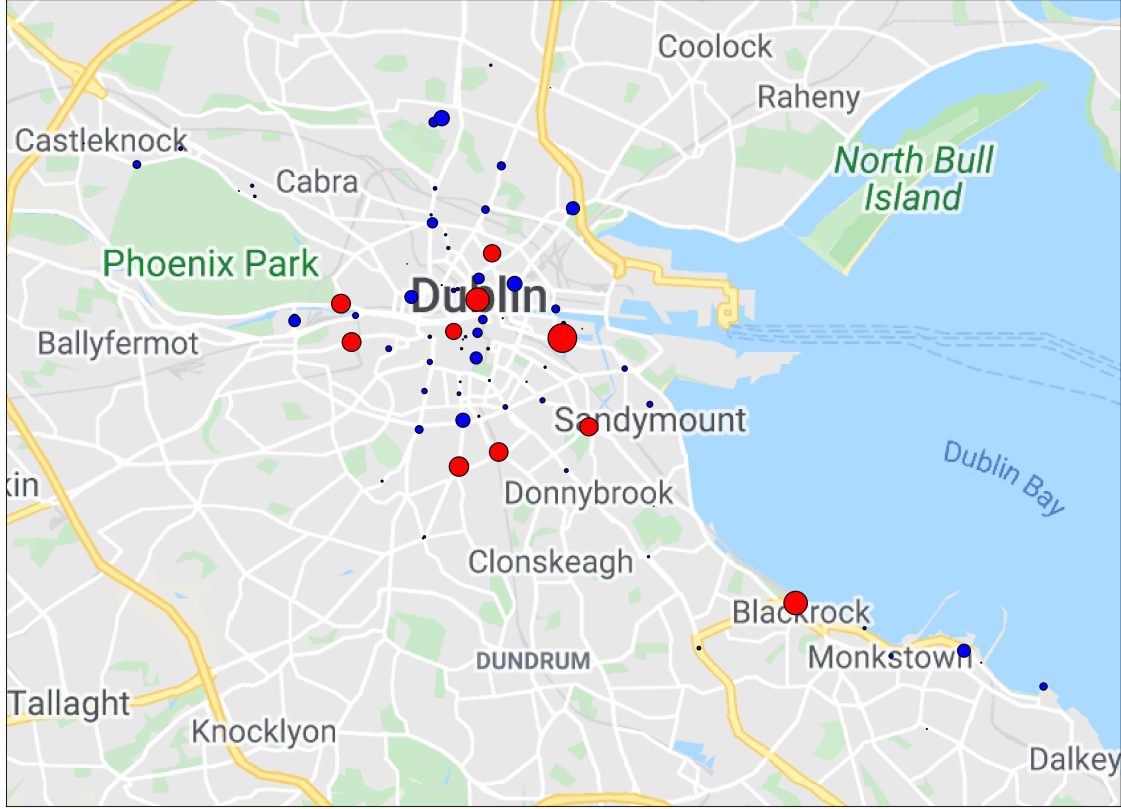 Coolock
Raheny
Castleknock
North Bull
Island
Cabra
Phoenix Park
Dublin
Ballyfermot
Sandymount
Dublin Bay
kin
Donnybrook
Clonskeagh
Blackrock
DUNDRUM
Monkstown
Tallaght
Knocklyon
Dalkey